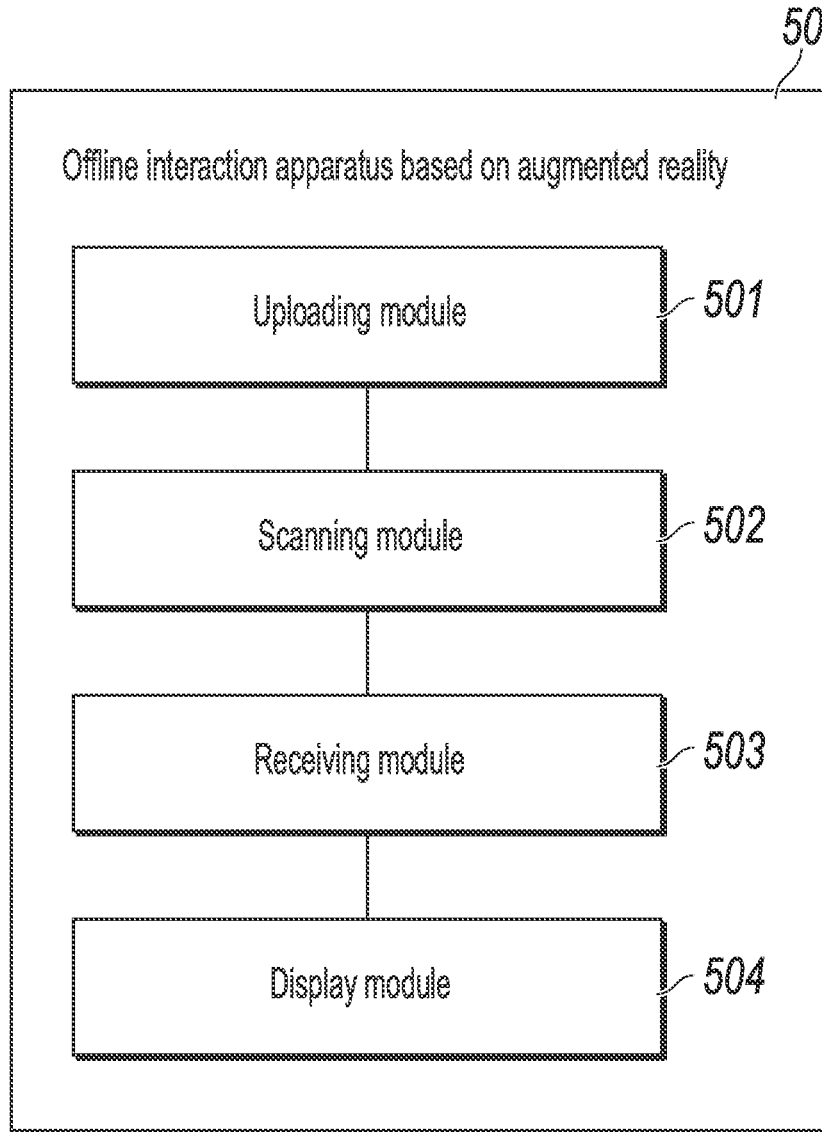 50
Offline interaction apparatus based on augmented reality
Uploading module
501
Scanning module
502
Receiving module
503
Display module
504